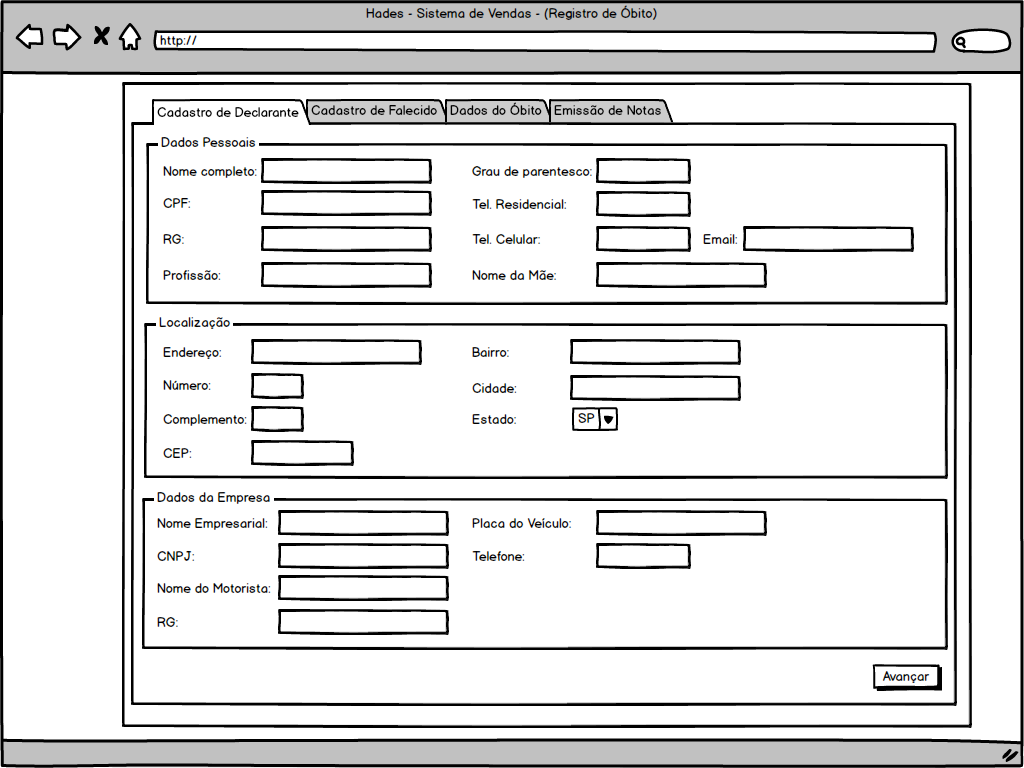 Hades - Sistema de Vendas - (Registro de Óbito)
http://
Cadastro de Declarante Cadastro de Falecido Dados do Óbito Emissão de Notas
Dados Pessoais
Nome completo: Grau de parentesco:
CPF: Tel. Residencial:
RG: Tel. Celular: Email:
Profissão: Nome da Mãe:
Localização
Endereço: Bairro:
Número: Cidade:
Complemento: Estado: SP
CEP:
Dados da Empresa
Nome Empresarial: Placa do Veículo:
CNPJ: Telefone:
Nome do Motorista:
RG:
Avançar